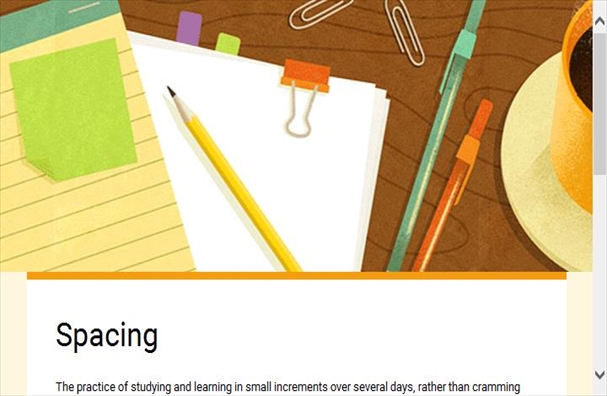 Spacing
The practice of studying and learning in small increments over several days, rather than cramming